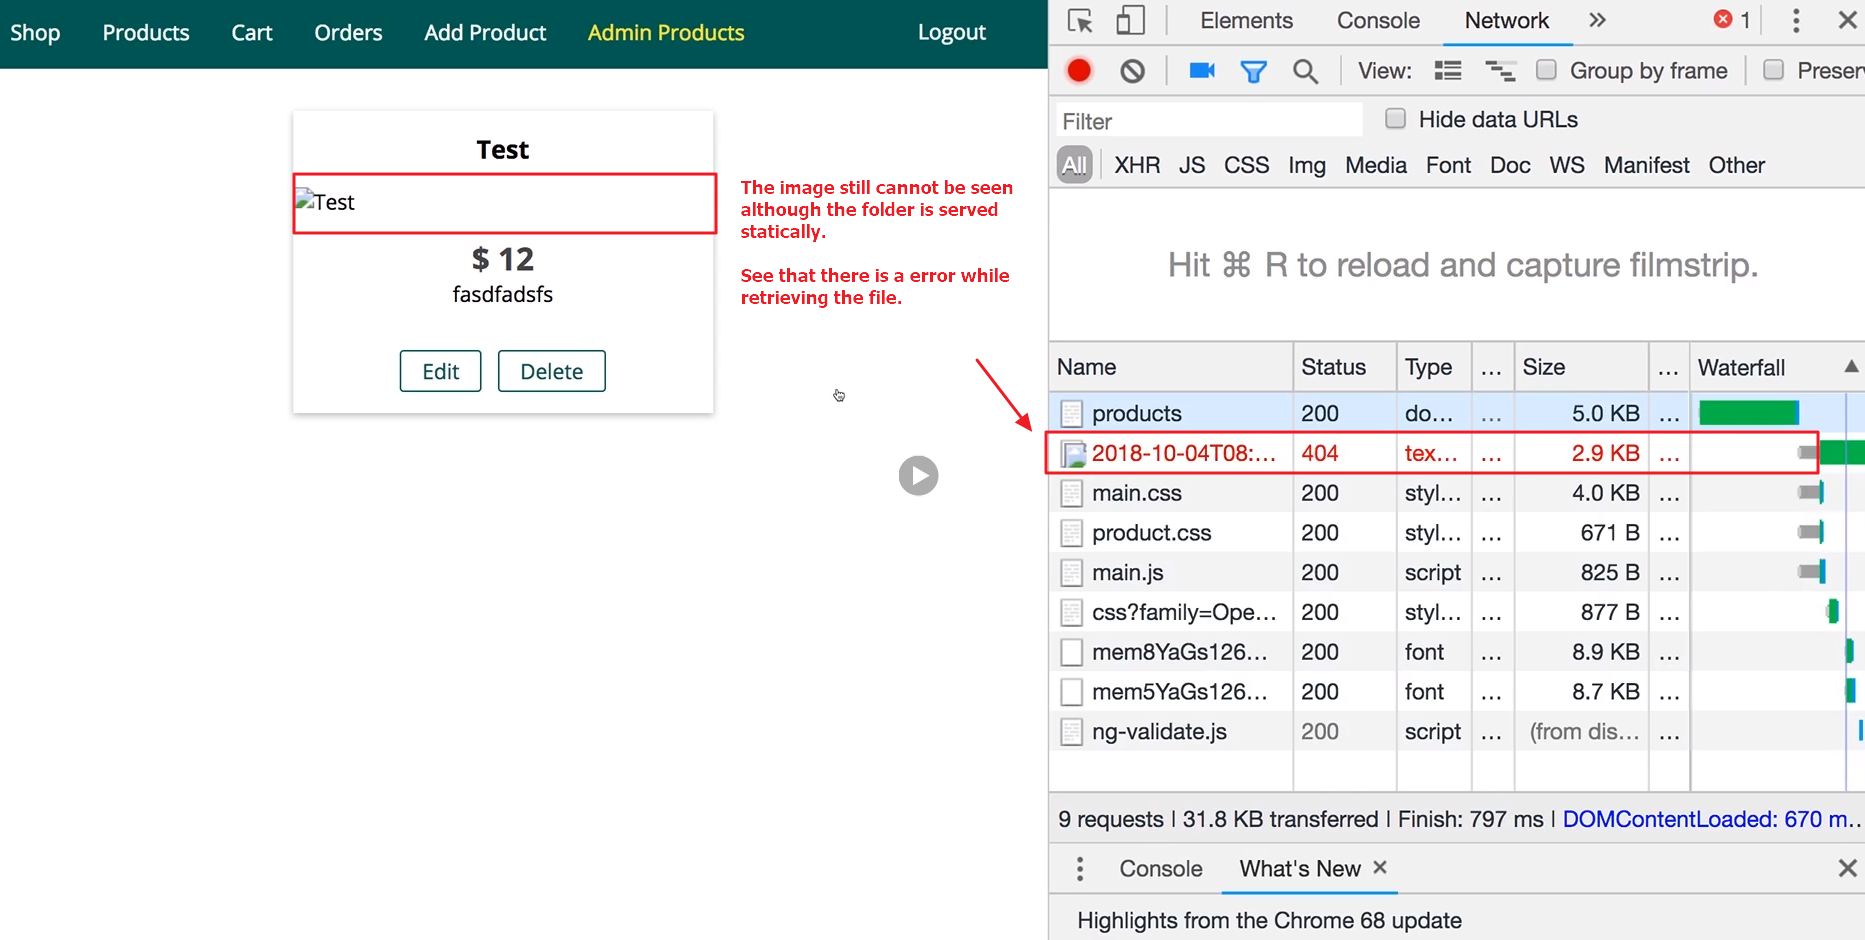 Shop Products Cart Orders Add Product Admin Products Logout
Test
Test
$ 12
fasdfadsfs
Edit Delete
The image still cannot be seen
although the folder is served
statically.
See that there is a error while
retrieving the file.
Elements Console Network » 1
View: Group by frame Preserv
Filter Hide data URLs
All XHR JS CSS Img Media Font Doc WS Manifest Other
Hit ⌘ R to reload and capture filmstrip.
Name Status Type ... Size ... Waterfall
products 200 do... ... 5.0 KB ...
2018-10-04T08:... 404 tex... ... 2.9 KB ...
main.css 200 styl... ... 4.0 KB ...
product.css 200 styl... ... 671 B ...
main.js 200 script ... 825 B ...
css?family=Ope... 200 styl... ... 877 B ...
mem8YaGs126... 200 font ... 8.9 KB ...
mem5YaGs126... 200 font ... 8.7 KB ...
ng-validate.js 200 script ... (from dis... ...
9 requests | 31.8 KB transferred | Finish: 797 ms | DOMContentLoaded: 670 m...
Console What's New ×
Highlights from the Chrome 68 update